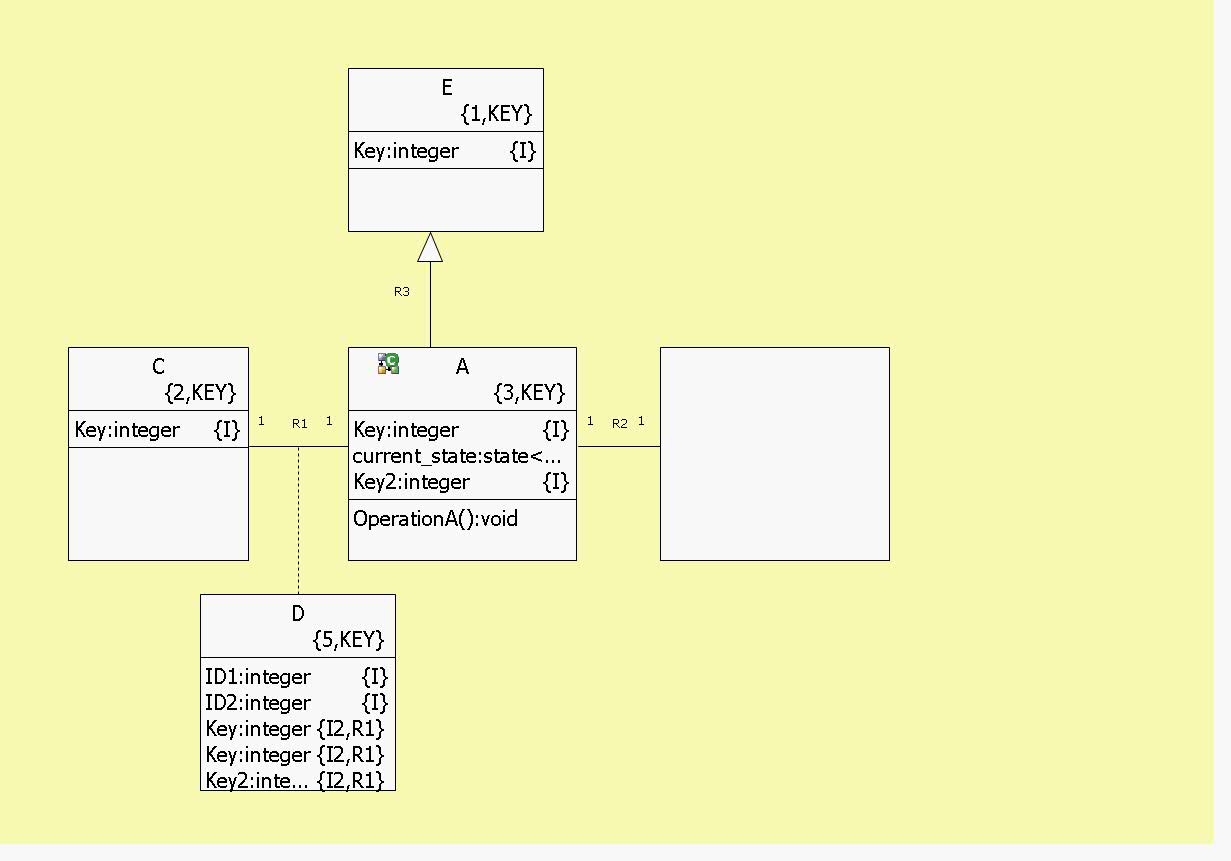 E
{1,KEY}
Key:integer {I}
R3
C
{2,KEY}
Key:integer {I}
1 R1 1
A
{3,KEY}
Key:integer {I}
current_state:state<...
Key2:integer {I}
OperationA():void
1 R2 1
D
{5,KEY}
ID1:integer {I}
ID2:integer {I}
Key:integer {I2,R1}
Key:integer {I2,R1}
Key2:inte... {I2,R1}